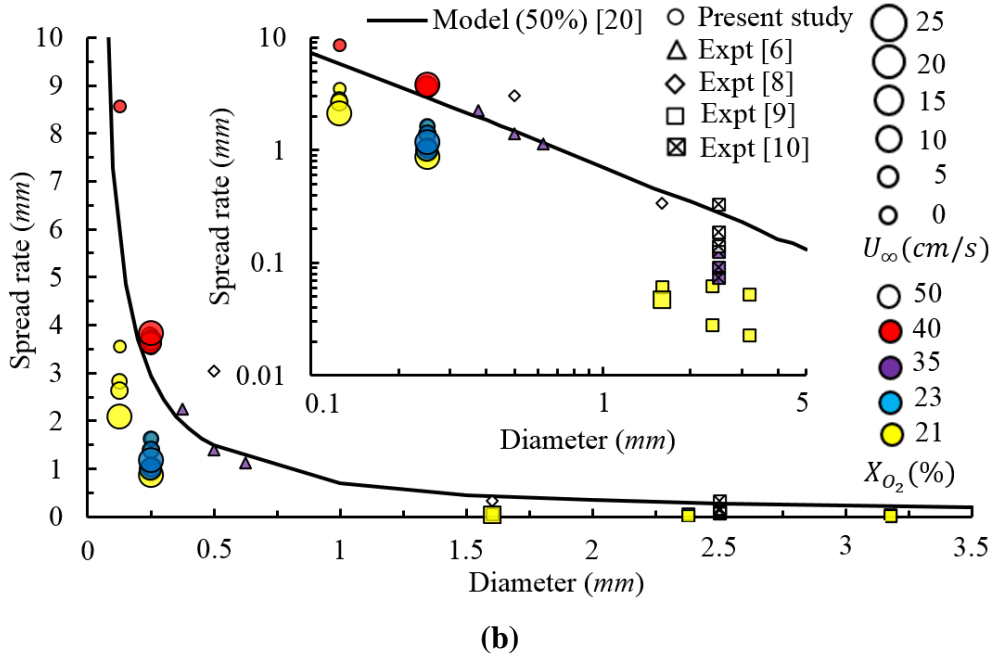 Model (50%) [20]
Present study
Expt [6]
Expt [8]
Expt [9]
Expt [10]
25
20
15
10
5
0
U∞(cm/s)
50
40
35
23
21
X_O₂(%)
Spread rate (mm)
10
9
8
7
6
5
4
3
2
1
0
0
0.5
1
1.5
2
2.5
3
3.5
Diameter (mm)
Spread rate (mm)
10
1
0.1
0.01
0.1
1
5
Diameter (mm)
(b)